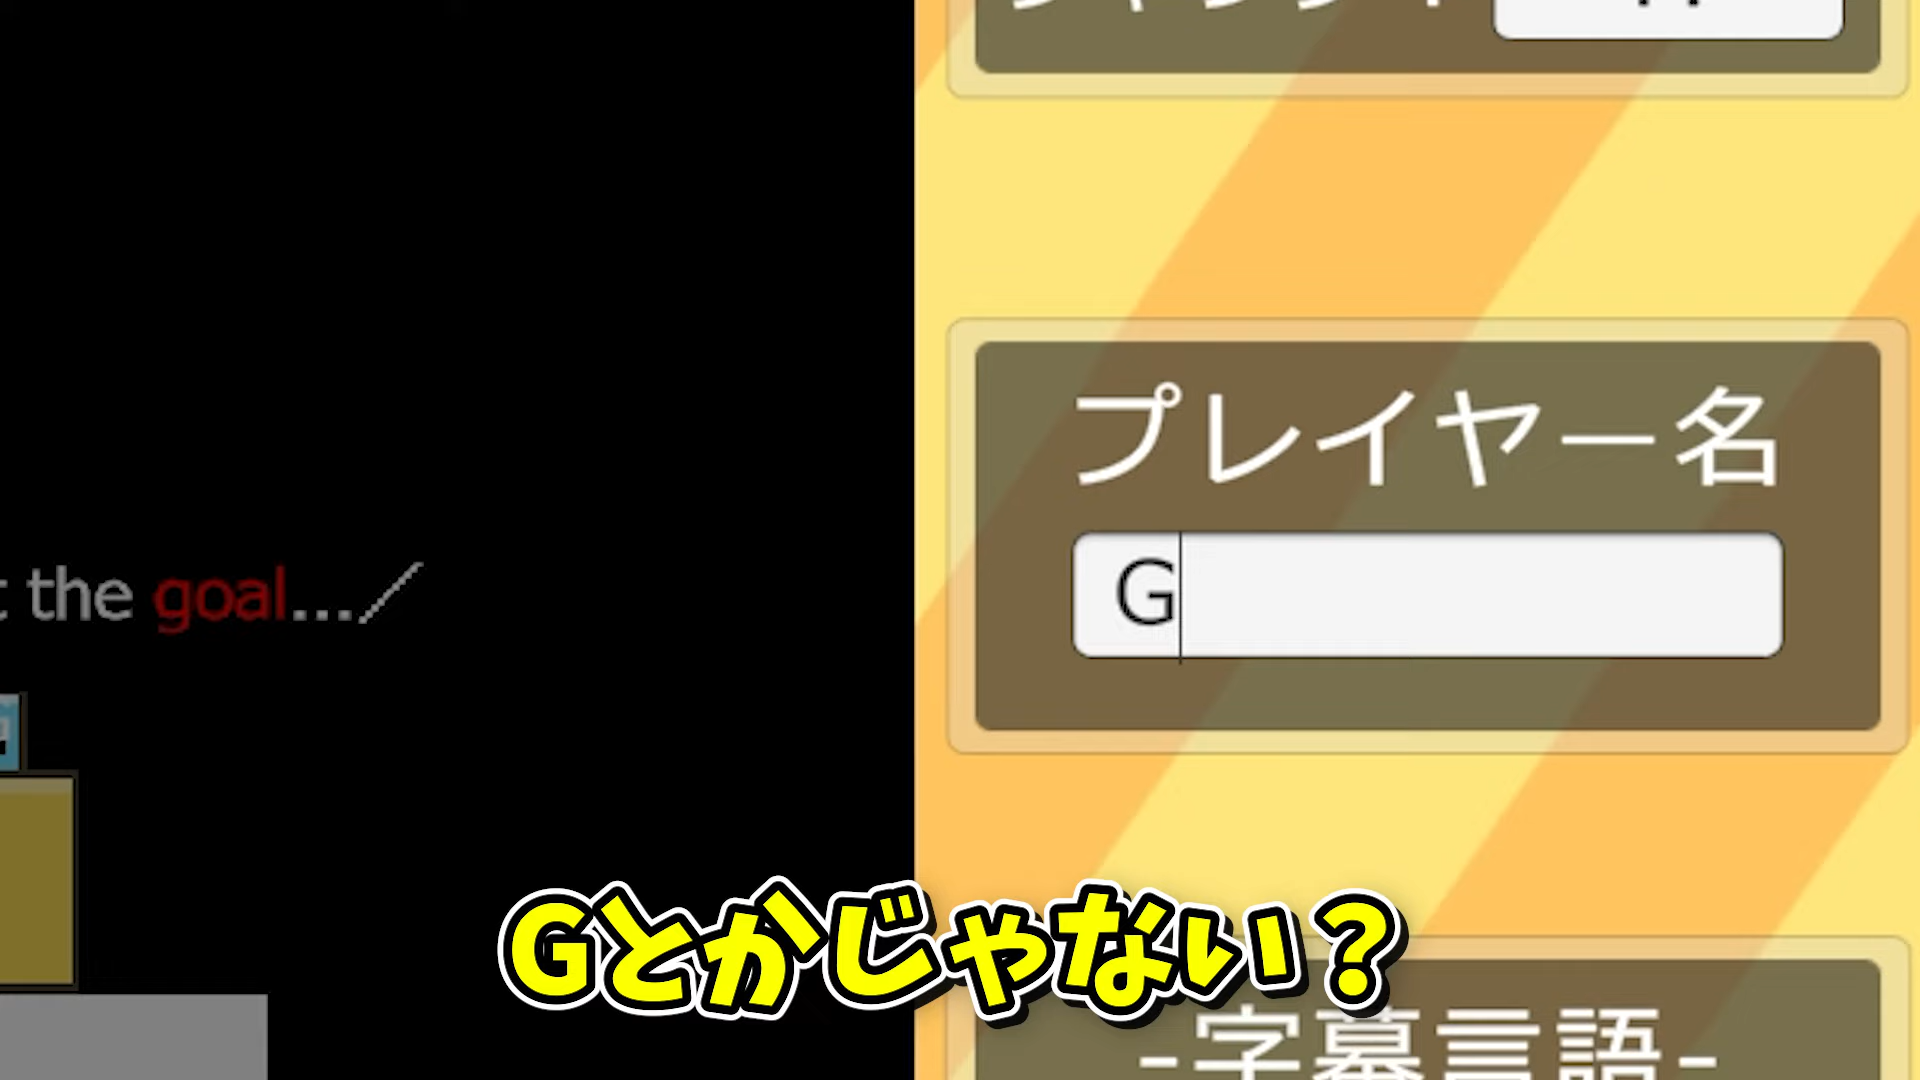 プレイヤー名
G
the goal...／
Gとかじゃない？
-字幕言語-